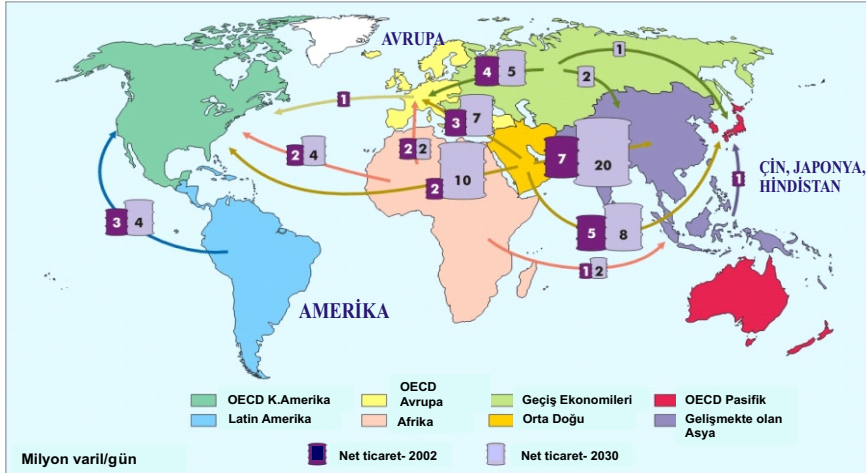 AVRUPA
1
4 5
2
1
3 7
2 4
2 2
7 20
10
2
1
ÇİN, JAPONYA,
HİNDİSTAN
3 4
5 8
1 2
AMERİKA
OECD K.Amerika
OECD
Avrupa
Geçiş Ekonomileri
OECD Pasifik
Latin Amerika
Afrika
Orta Doğu
Gelişmekte olan
Asya
Milyon varil/gün
Net ticaret- 2002
Net ticaret- 2030